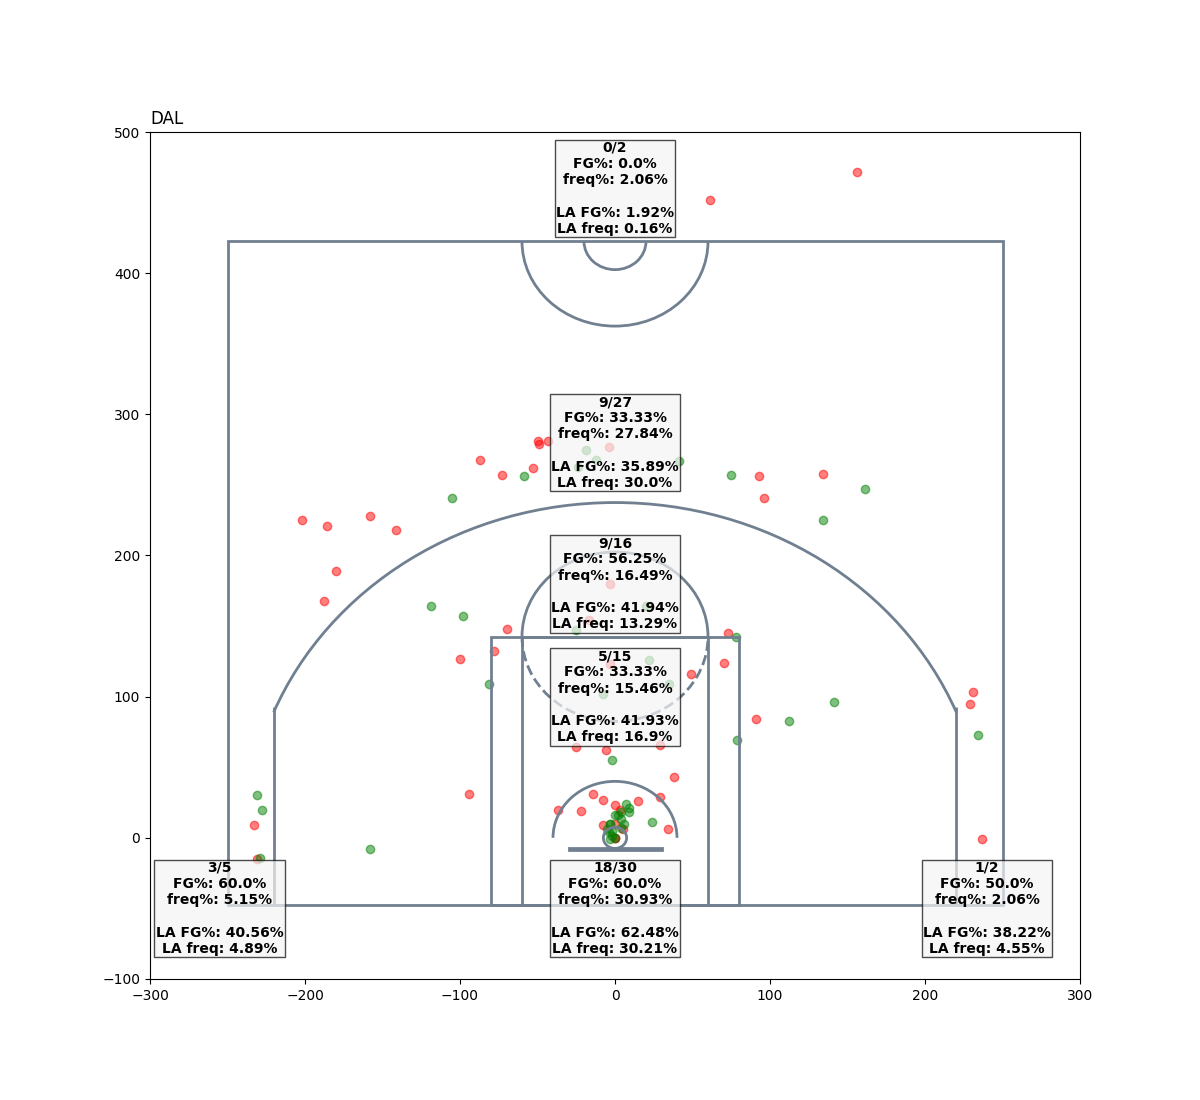 DAL
500
400
300
200
100
0
−100
−300
−200
−100
0
100
200
300
0/2
FG%: 0.0%
freq%: 2.06%
LA FG%: 1.92%
LA freq: 0.16%
9/27
FG%: 33.33%
freq%: 27.84%
LA FG%: 35.89%
LA freq: 30.0%
9/16
FG%: 56.25%
freq%: 16.49%
LA FG%: 41.94%
LA freq: 13.29%
5/15
FG%: 33.33%
freq%: 15.46%
LA FG%: 41.93%
LA freq: 16.9%
3/5
FG%: 60.0%
freq%: 5.15%
LA FG%: 40.56%
LA freq: 4.89%
18/30
FG%: 60.0%
freq%: 30.93%
LA FG%: 62.48%
LA freq: 30.21%
1/2
FG%: 50.0%
freq%: 2.06%
LA FG%: 38.22%
LA freq: 4.55%